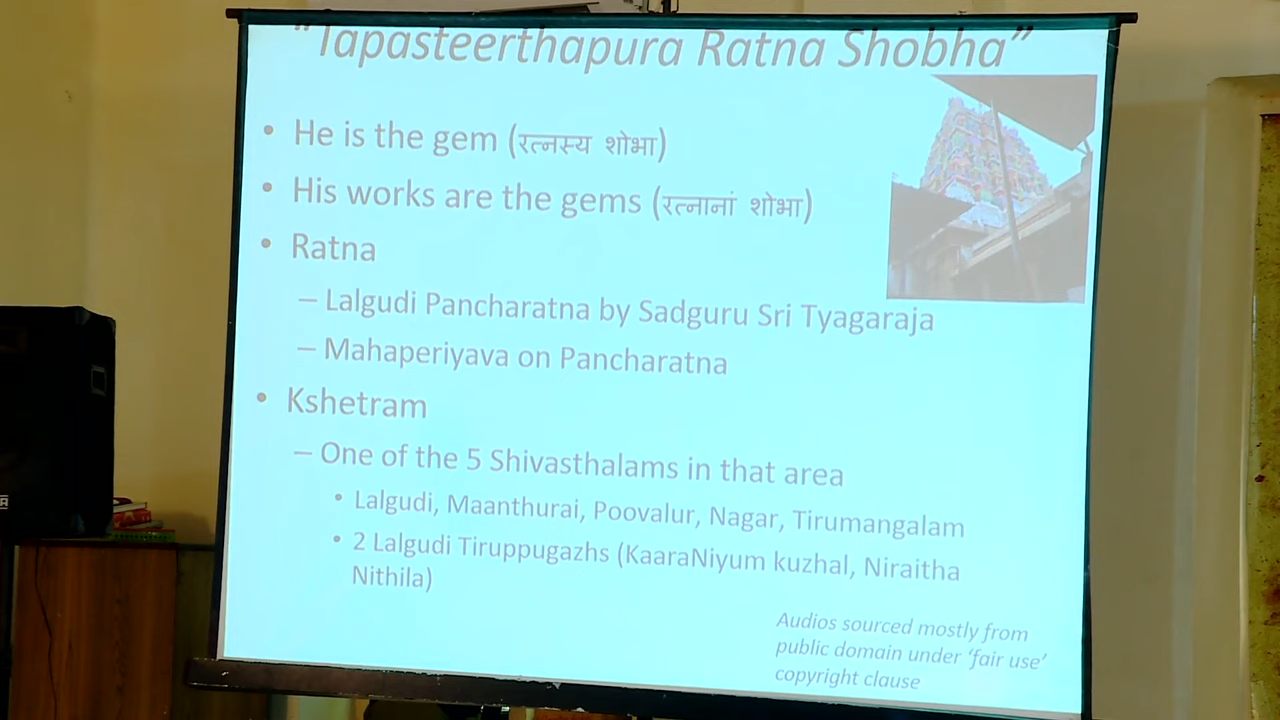 "Tapasteerthapura Ratna Shobha"
• He is the gem (रत्नस्य शोभा)
• His works are the gems (रत्नानां शोभा)
• Ratna
– Lalgudi Pancharatna by Sadguru Sri Tyagaraja
– Mahaperiyava on Pancharatna
• Kshetram
– One of the 5 Shivasthalams in that area
• Lalgudi, Maanthurai, Poovalur, Nagar, Tirumangalam
• 2 Lalgudi Tiruppugazhs (KaaraNiyum kuzhal, Niraitha
Nithila)
Audios sourced mostly from
public domain under 'fair use'
copyright clause